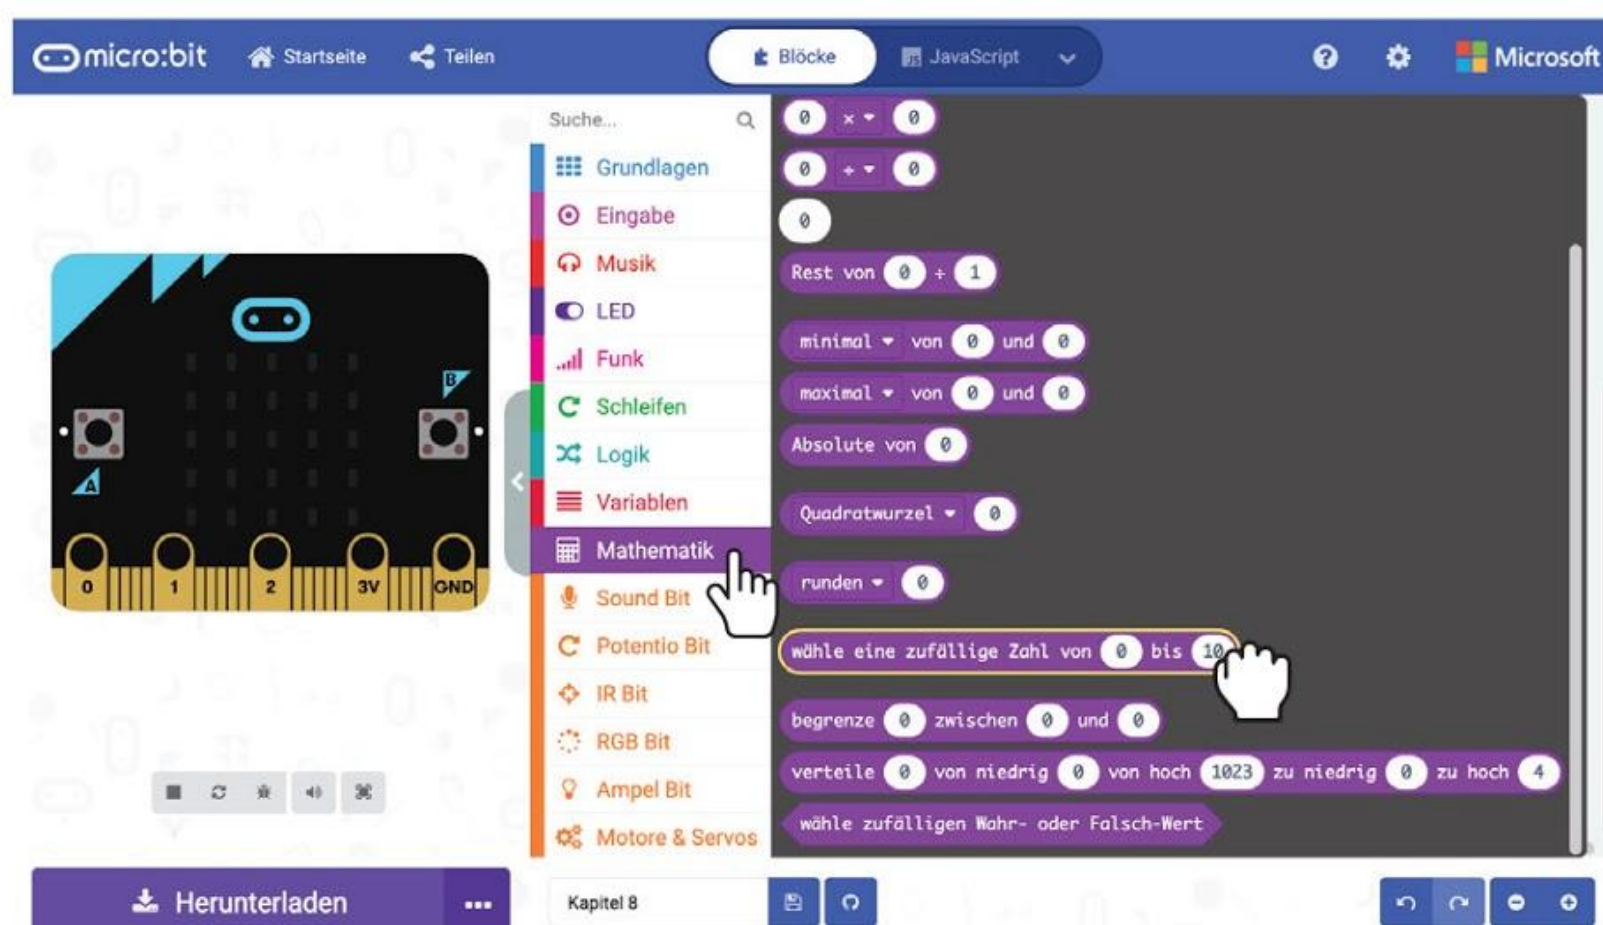 micro:bit Startseite Teilen Blöcke JavaScript Microsoft
Suche...
Grundlagen
Eingabe
Musik
LED
Funk
Schleifen
Logik
Variablen
Mathematik
Sound Bit
Potentio Bit
IR Bit
RGB Bit
Ampel Bit
Motore & Servos
0 × 0
0 ÷ 0
0
Rest von 0 ÷ 1
minimal von 0 und 0
maximal von 0 und 0
Absolute von 0
Quadratwurzel 0
runden 0
wähle eine zufällige Zahl von 0 bis 10
begrenze 0 zwischen 0 und 0
verteile 0 von niedrig 0 von hoch 1023 zu niedrig 0 zu hoch 4
wähle zufälligen Wahr- oder Falsch-Wert
B
A
0 1 2 3V GND
Herunterladen ...
Kapitel 8